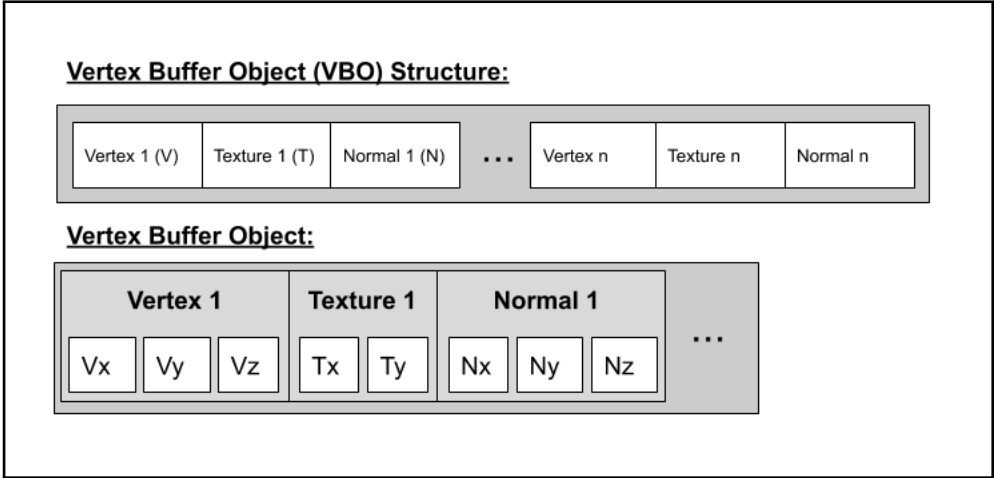 Vertex Buffer Object (VBO) Structure:
Vertex 1 (V) Texture 1 (T) Normal 1 (N) ... Vertex n Texture n Normal n
Vertex Buffer Object:
Vertex 1 Texture 1 Normal 1
...
Vx Vy Vz Tx Ty Nx Ny Nz